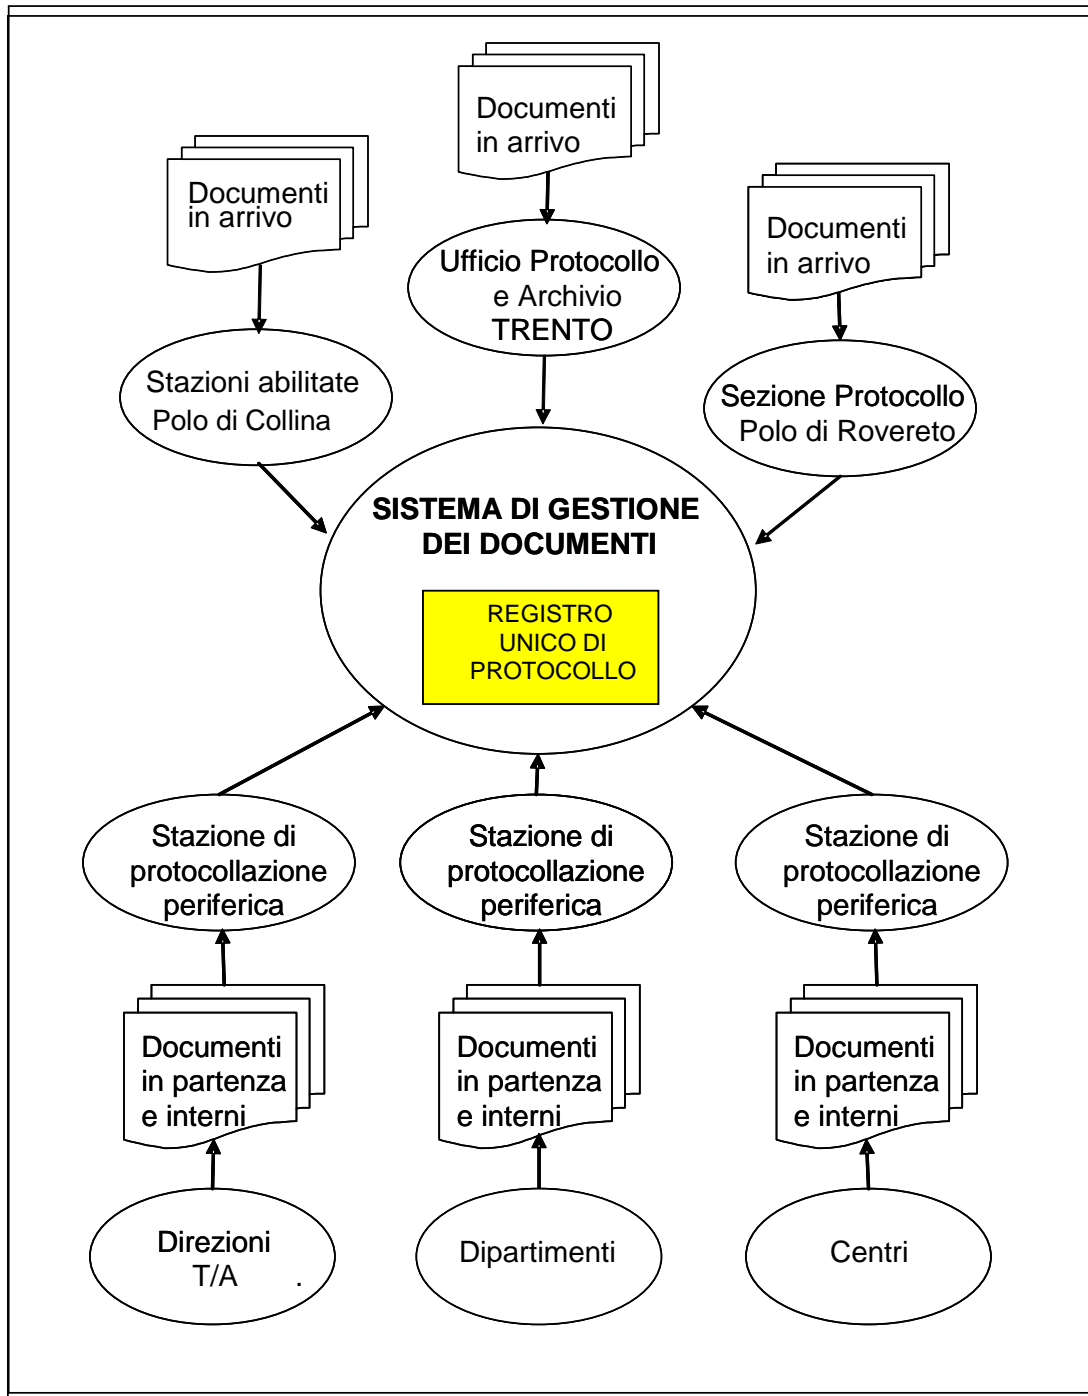 Documenti
in arrivo
Documenti
in arrivo
Documenti
in arrivo
Ufficio Protocollo
e Archivio
TRENTO
Stazioni abilitate
Polo di Collina
Sezione Protocollo
Polo di Rovereto
SISTEMA DI GESTIONE
DEI DOCUMENTI
REGISTRO
UNICO DI
PROTOCOLLO
Stazione di
protocollazione
periferica
Stazione di
protocollazione
periferica
Stazione di
protocollazione
periferica
Documenti
in partenza
e interni
Documenti
in partenza
e interni
Documenti
in partenza
e interni
Direzioni
T/A .
Dipartimenti
Centri